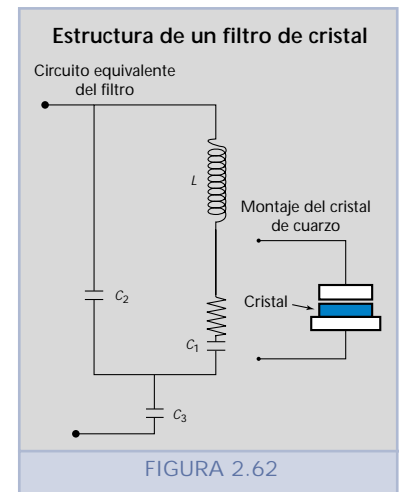 Estructura de un filtro de cristal
Circuito equivalente
del filtro
L
Montaje del cristal
de cuarzo
Cristal
C2
C1
C3
FIGURA 2.62